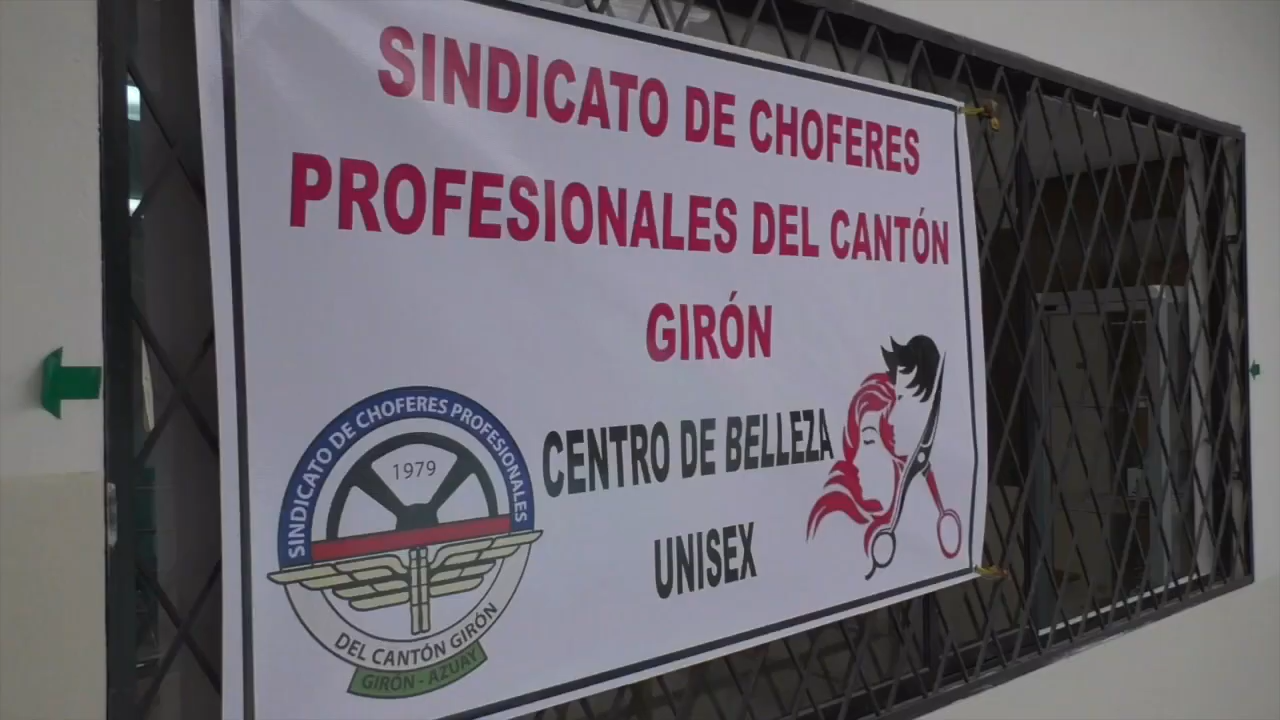 SINDICATO DE CHOFERES
PROFESIONALES DEL CANTÓN
GIRÓN
CENTRO DE BELLEZA
UNISEX
SINDICATO DE CHOFERES PROFESIONALES
1979
DEL CANTÓN GIRÓN
GIRÓN - AZUAY